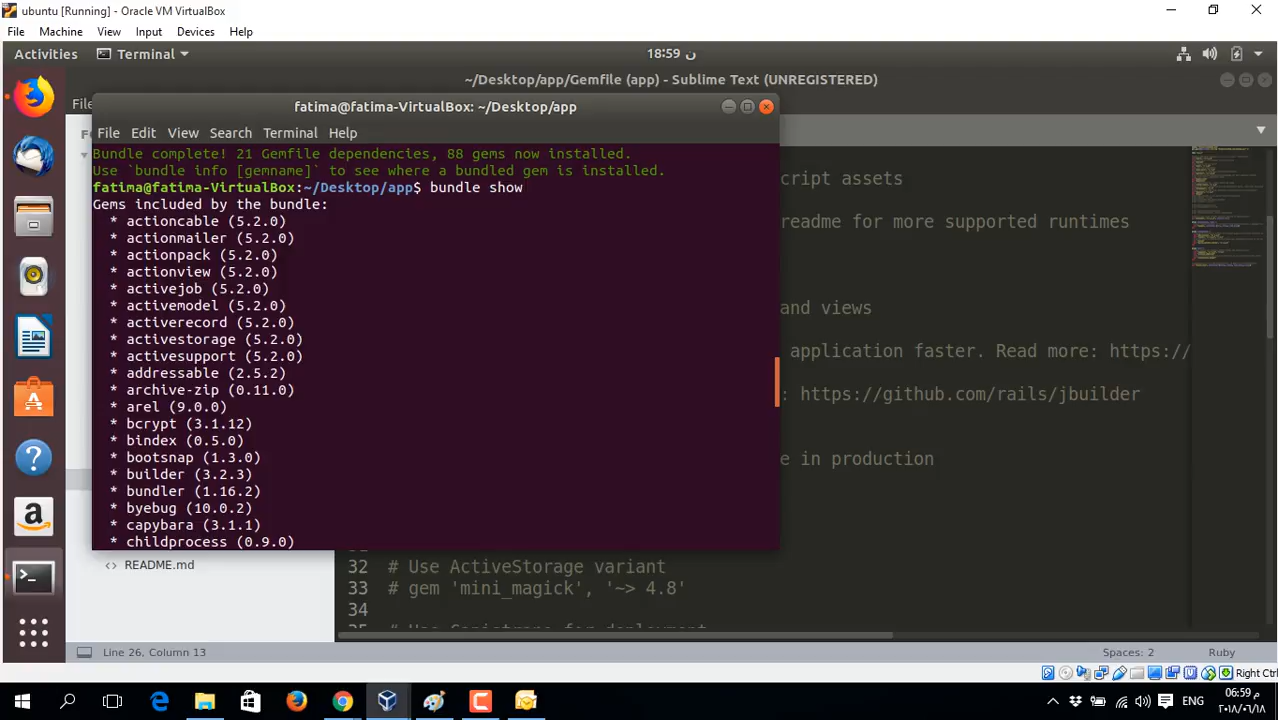 ubuntu [Running] - Oracle VM VirtualBox
File Machine View Input Devices Help
Activities Terminal ن 18:59
~/Desktop/app/Gemfile (app) - Sublime Text (UNREGISTERED)
File
fatima@fatima-VirtualBox: ~/Desktop/app
File Edit View Search Terminal Help
Bundle complete! 21 Gemfile dependencies, 88 gems now installed.
Use `bundle info [gemname]` to see where a bundled gem is installed.
fatima@fatima-VirtualBox:~/Desktop/app$ bundle show
Gems included by the bundle:
* actioncable (5.2.0)
* actionmailer (5.2.0)
* actionpack (5.2.0)
* actionview (5.2.0)
* activejob (5.2.0)
* activemodel (5.2.0)
* activerecord (5.2.0)
* activestorage (5.2.0)
* activesupport (5.2.0)
* addressable (2.5.2)
* archive-zip (0.11.0)
* arel (9.0.0)
* bcrypt (3.1.12)
* bindex (0.5.0)
* bootsnap (1.3.0)
* builder (3.2.3)
* bundler (1.16.2)
* byebug (10.0.2)
* capybara (3.1.1)
* childprocess (0.9.0)
cript assets
readme for more supported runtimes
and views
application faster. Read more: https://
: https://github.com/rails/jbuilder
e in production
<> README.md
32 # Use ActiveStorage variant
33 # gem 'mini_magick', '~> 4.8'
34
35 # Use Capistrano for deployment
Line 26, Column 13
Spaces: 2 Ruby
Right Ctrl
ENG
06:59 م
٢٠١٨/٠٦/١٨